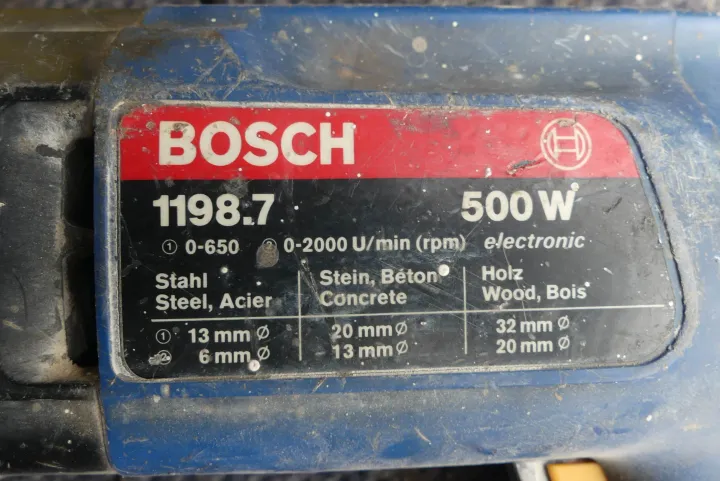 BOSCH
1198.7 500 W
① 0-650 ② 0-2000 U/min (rpm) electronic
Stahl Stein, Béton Holz
Steel, Acier Concrete Wood, Bois
① 13 mm Ø 20 mm Ø 32 mm Ø
② 6 mm Ø 13 mm Ø 20 mm Ø